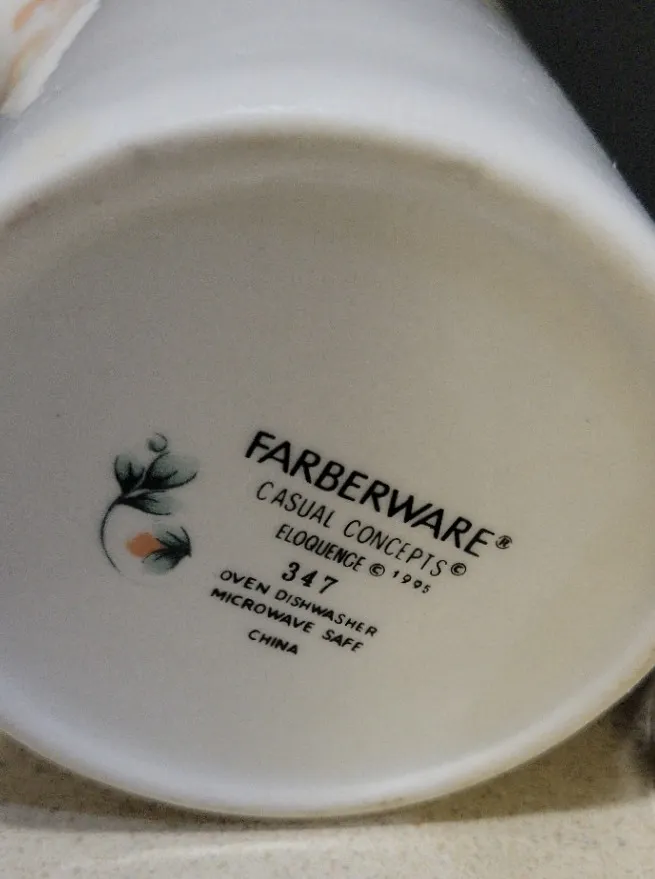 FARBERWARE®
CASUAL CONCEPTS©
ELOQUENCE © 1995
347
OVEN DISHWASHER
MICROWAVE SAFE
CHINA